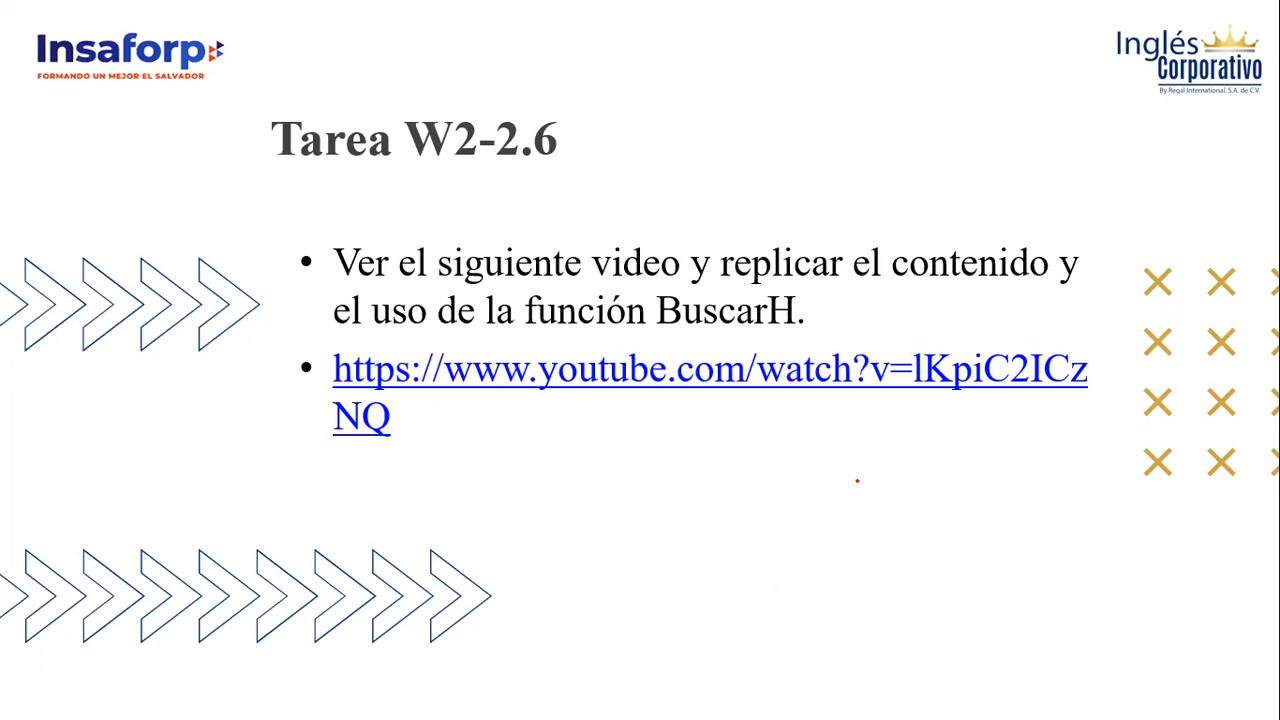 Insaforp
FORMANDO UN MEJOR EL SALVADOR
Inglés
Corporativo
By Regal International, S.A. de C.V.
Tarea W2-2.6
• Ver el siguiente video y replicar el contenido y
el uso de la función BuscarH.
• https://www.youtube.com/watch?v=lKpiC2ICz
NQ